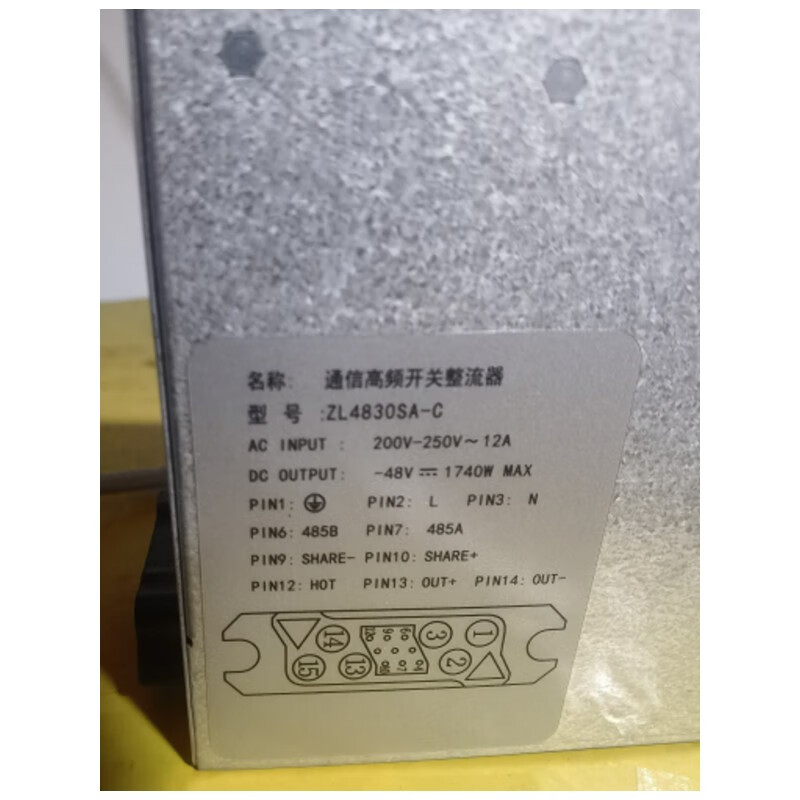 名称: 通信高频开关整流器
型 号 :ZL4830SA-C
AC INPUT : 200V-250V～12A
DC OUTPUT: -48V⎓1740W MAX
PIN1: ⏚ PIN2: L PIN3: N
PIN6: 485B PIN7: 485A
PIN9: SHARE- PIN10: SHARE+
PIN12: HOT PIN13: OUT+ PIN14: OUT-
14 3 1
15 13 2